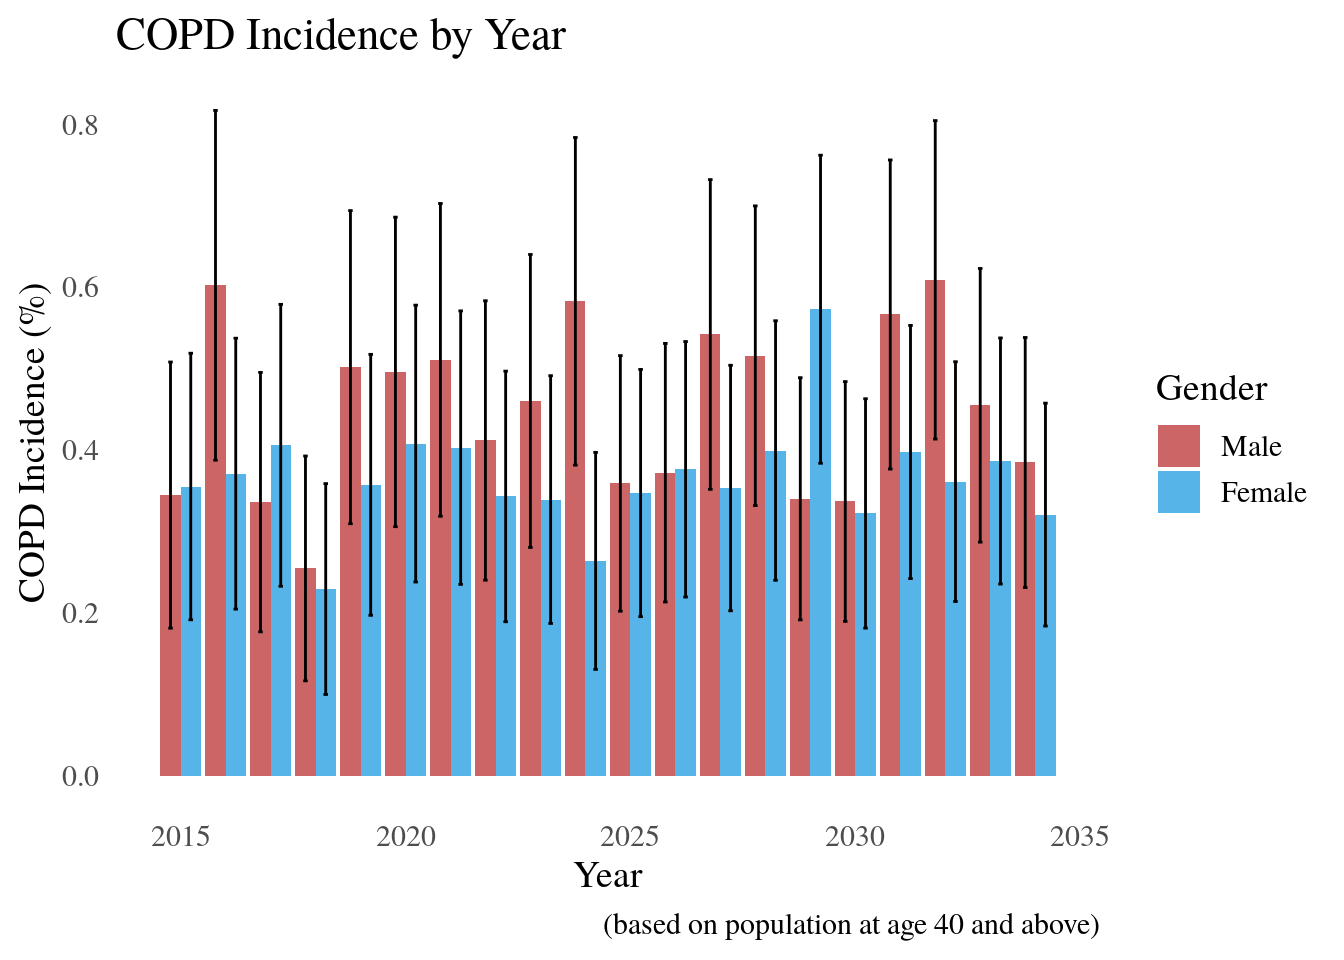 COPD Incidence by Year
COPD Incidence (%)
0.8
0.6
0.4
0.2
0.0
2015
2020
2025
2030
2035
Year
(based on population at age 40 and above)
Gender
Male
Female